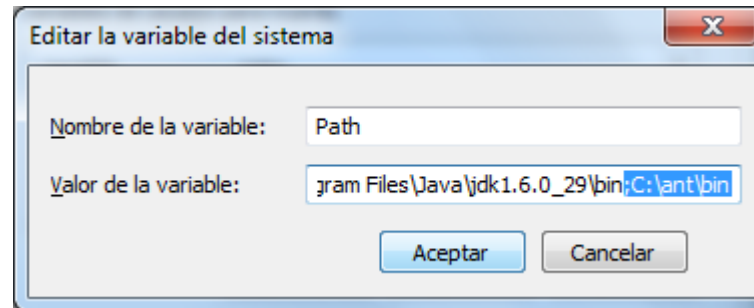 Editar la variable del sistema
Nombre de la variable: Path
Valor de la variable: gram Files\Java\jdk1.6.0_29\bin;C:\ant\bin
Aceptar Cancelar